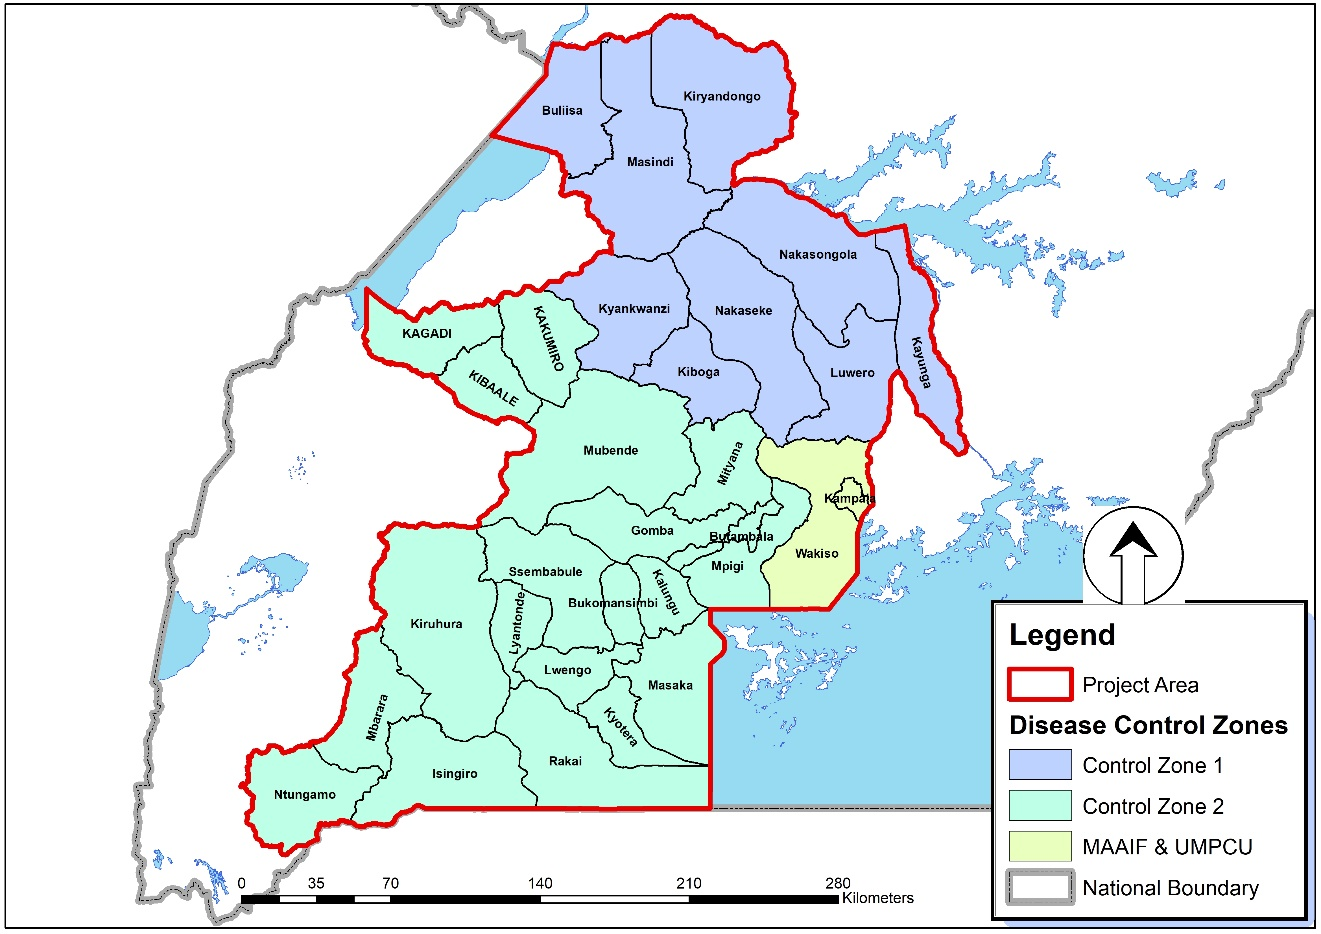 Buliisa
Kiryandongo
Masindi
Nakasongola
Kyankwanzi
Nakaseke
KAGADI
KAKUMIRO
KIBAALE
Kiboga
Luwero
Kayunga
Mubende
Mityana
Kampala
Gomba
Butambala
Wakiso
Mpigi
Ssembabule
Kalungu
Bukomansimbi
Lyantonde
Kiruhura
Lwengo
Masaka
Mbarara
Kyotera
Rakai
Isingiro
Ntungamo
Legend
Project Area
Disease Control Zones
Control Zone 1
Control Zone 2
MAAIF & UMPCU
National Boundary
0 35 70 140 210 280
Kilometers